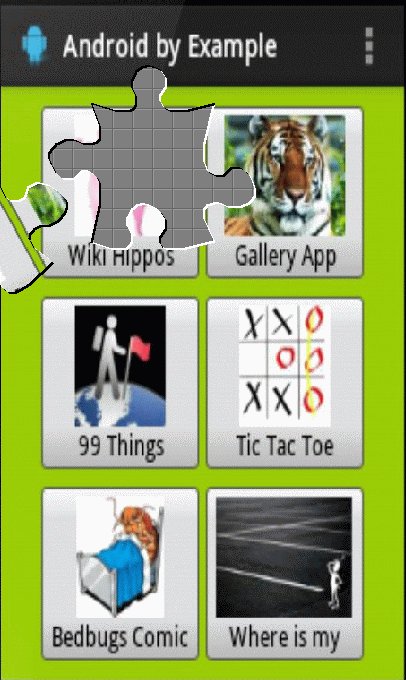 Android by Example
Wiki Hippos
Gallery App
99 Things
Tic Tac Toe
Bedbugs Comic
Where is my